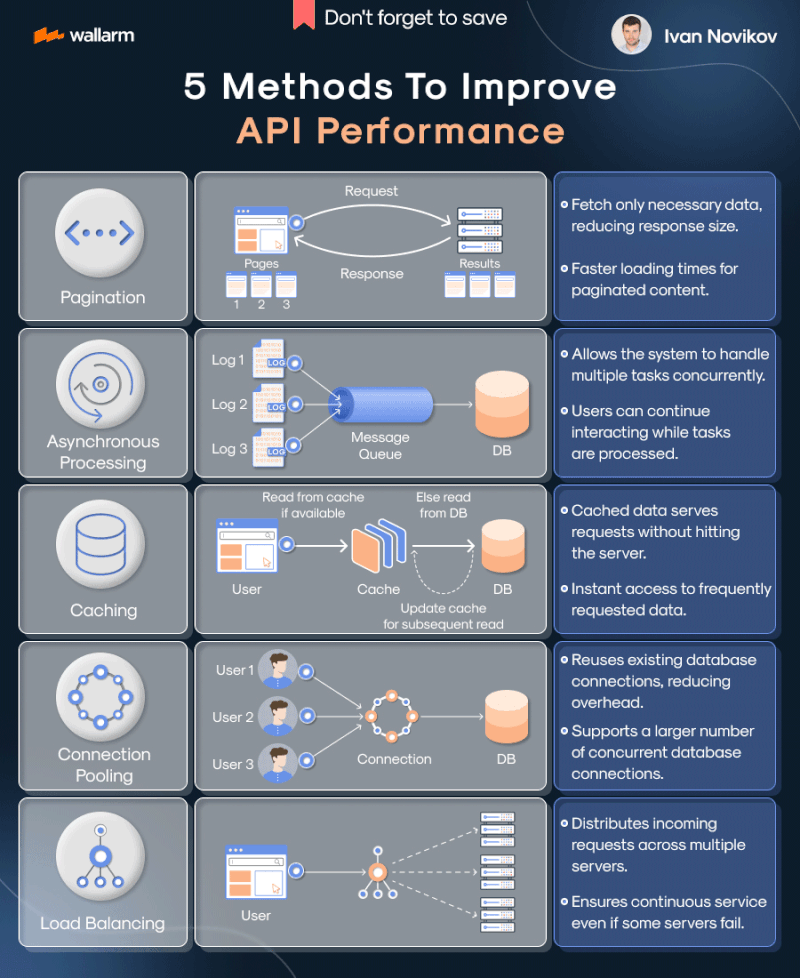 Don't forget to save
wallarm
Ivan Novikov
5 Methods To Improve
API Performance
Pagination
Request
Pages
Results
Response
1 2 3
Fetch only necessary data,
reducing response size.
Faster loading times for
paginated content.
Asynchronous
Processing
Log 1
LOG
Log 2
LOG
Log 3
LOG
Message
Queue
DB
Allows the system to handle
multiple tasks concurrently.
Users can continue
interacting while tasks
are processed.
Caching
Read from cache
if available
Else read
from DB
User
Cache
DB
Update cache
for subsequent read
Cached data serves
requests without hitting
the server.
Instant access to frequently
requested data.
Connection
Pooling
User 1
User 2
User 3
Connection
DB
Reuses existing database
connections, reducing
overhead.
Supports a larger number
of concurrent database
connections.
Load Balancing
User
Distributes incoming
requests across multiple
servers.
Ensures continuous service
even if some servers fail.